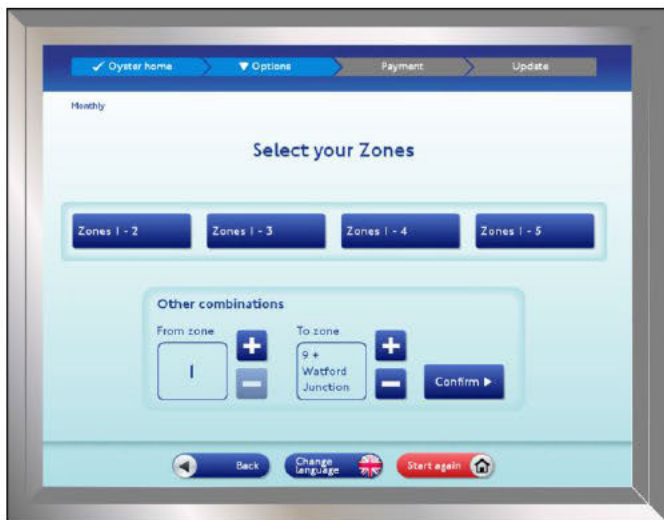 ✓ Oyster home ▼ Options Payment Update
Monthly
Select your Zones
Zones 1 - 2 Zones 1 - 3 Zones 1 - 4 Zones 1 - 5
Other combinations
From zone To zone
1
9 +
Watford
Junction
Confirm ▶
Back
Change
language
Start again